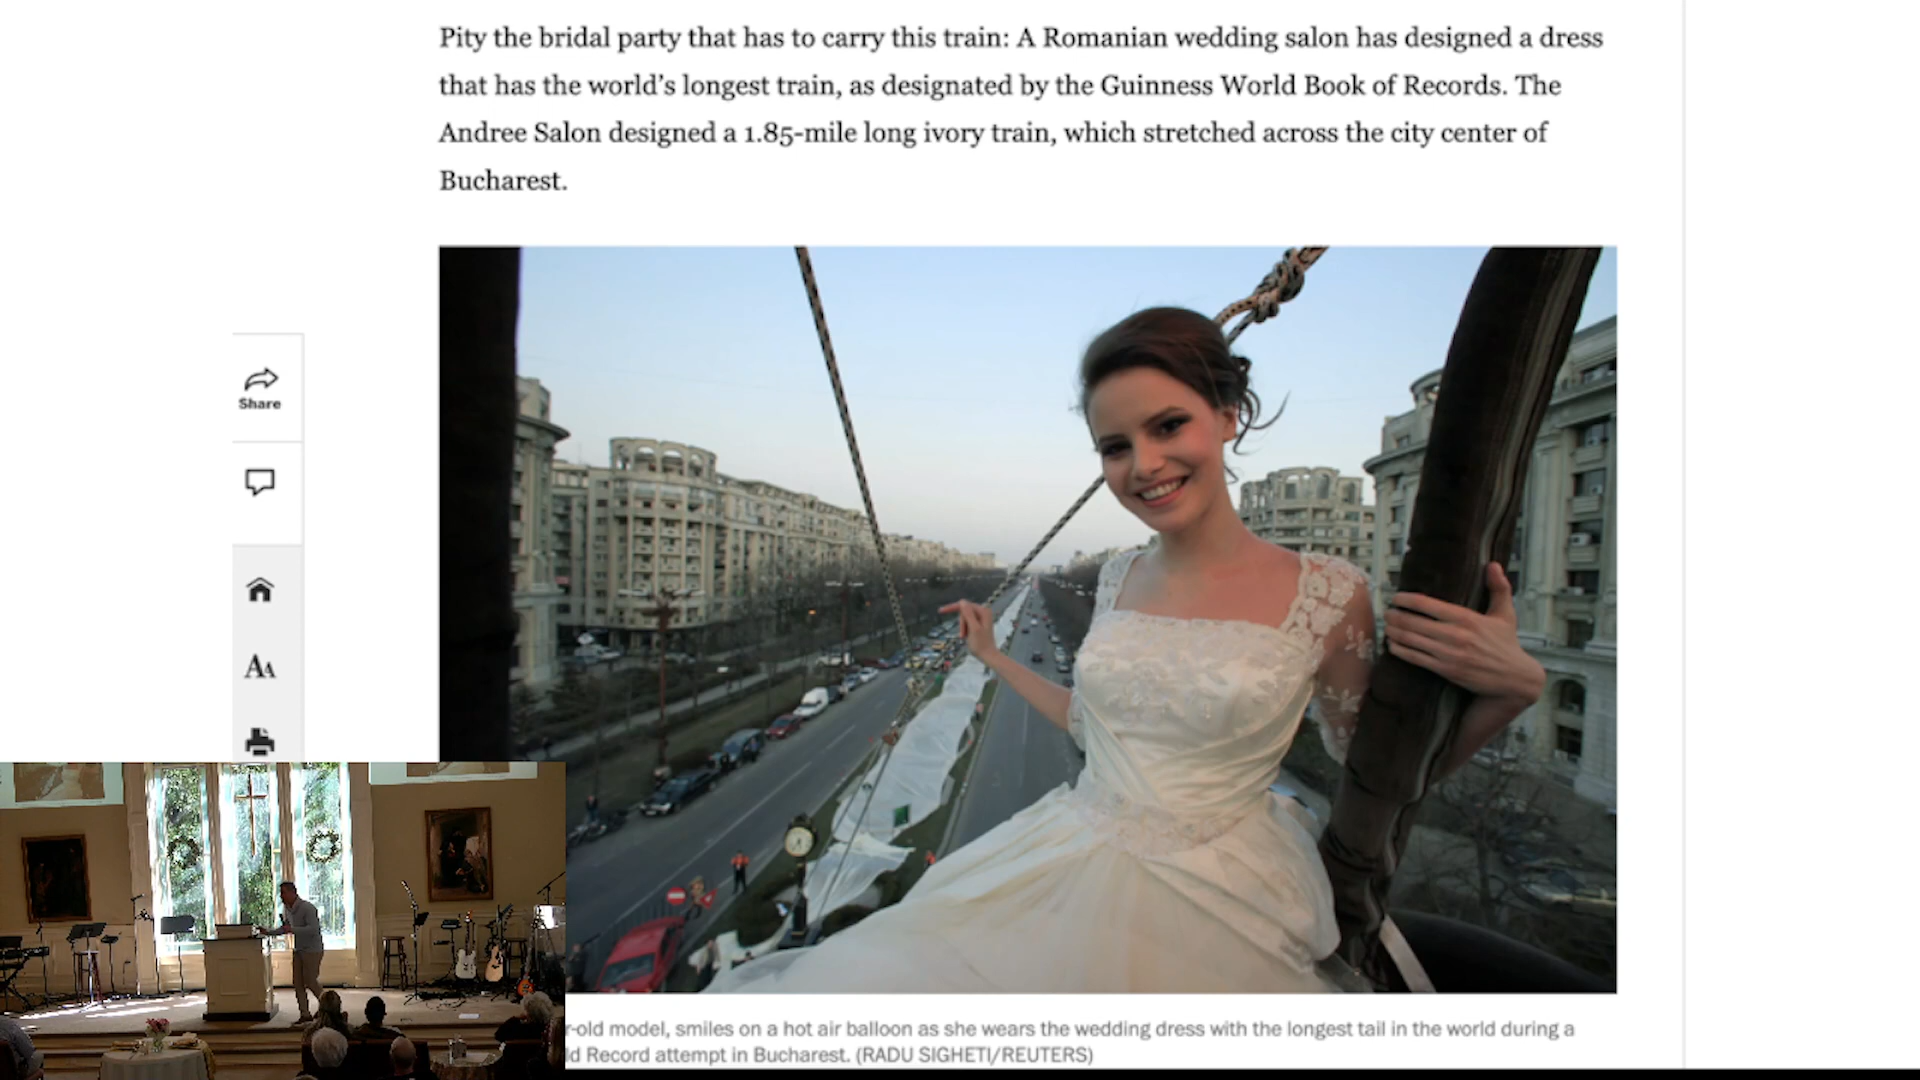 Pity the bridal party that has to carry this train: A Romanian wedding salon has designed a dress
that has the world’s longest train, as designated by the Guinness World Book of Records. The
Andree Salon designed a 1.85-mile long ivory train, which stretched across the city center of
Bucharest.
Share
AA
-old model, smiles on a hot air balloon as she wears the wedding dress with the longest tail in the world during a
ld Record attempt in Bucharest. (RADU SIGHETI/REUTERS)